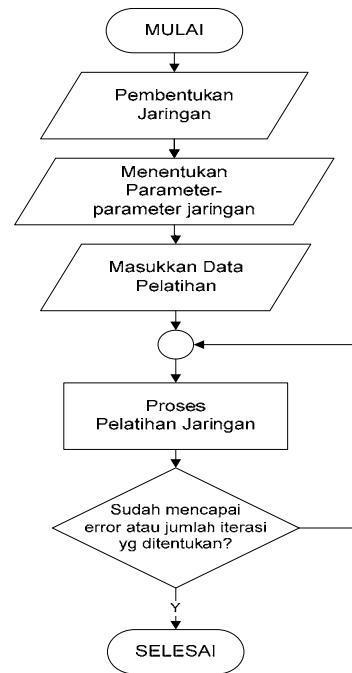 MULAI
Pembentukan
Jaringan
Menentukan
Parameter-
parameter jaringan
Masukkan Data
Pelatihan
Proses
Pelatihan Jaringan
Sudah mencapai
error atau jumlah iterasi
yg ditentukan?
Y
SELESAI